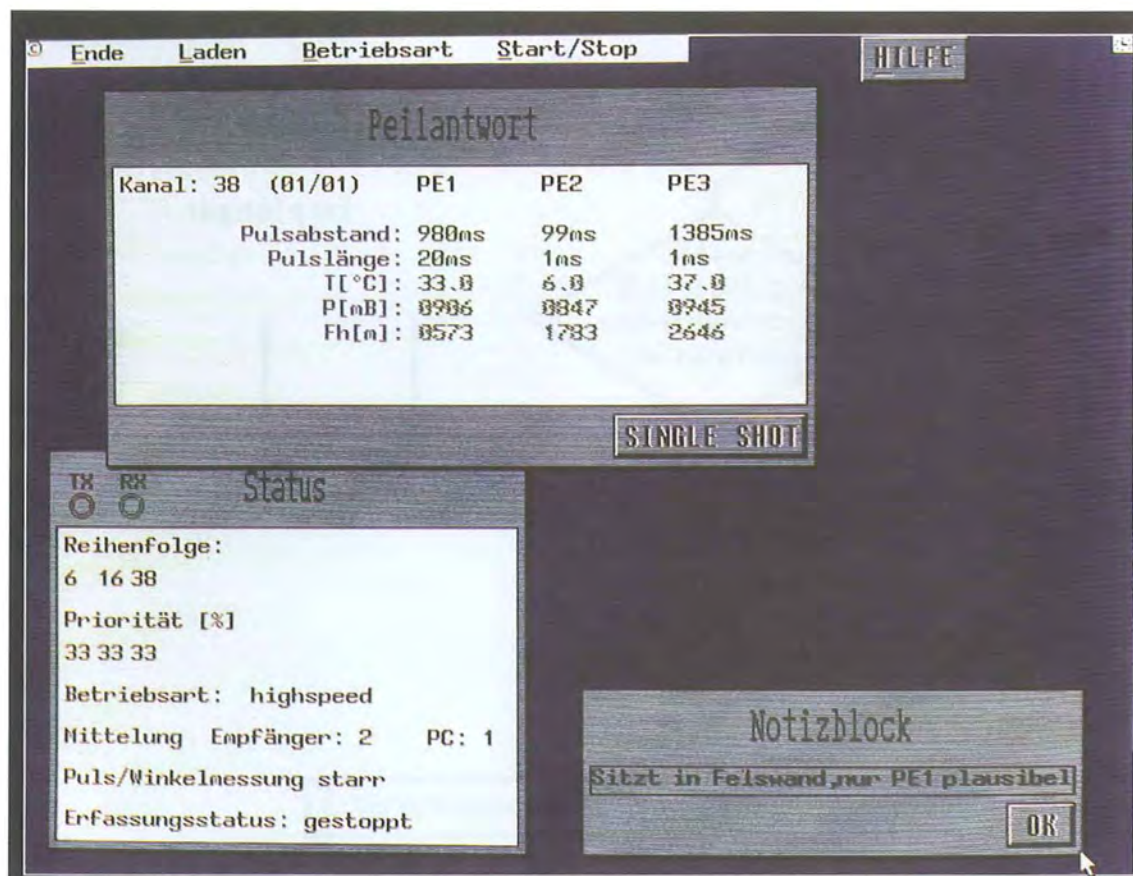 © Ende Laden Betriebsart Start/Stop HILFE
Peilantwort
Kanal: 38 (01/01) PE1 PE2 PE3
Pulsabstand: 980ms 99ms 1385ms
Pulslänge: 20ms 1ms 1ms
T[°C]: 33.0 6.0 37.0
P[mB]: 0906 0847 0945
Fh[m]: 0573 1783 2646
SINGLE SHOT
TX RX Status
Reihenfolge:
6 16 38
Priorität [%]
33 33 33
Betriebsart: highspeed
Mittelung Empfänger: 2 PC: 1
Puls/Winkelmessung starr
Erfassungsstatus: gestoppt
Notizblock
Sitzt in Felswand,nur PE1 plausibel
OK